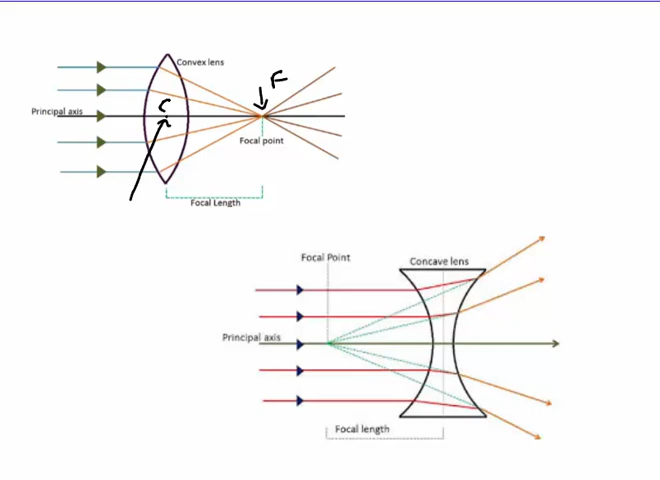 Convex lens
F
C
Principal axis
Focal point
Focal Length
Focal Point
Concave lens
Principal axis
Focal length